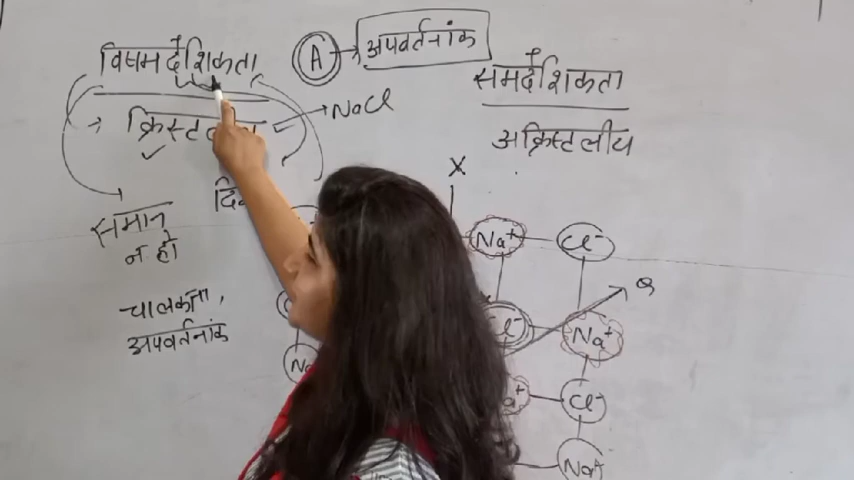 विषमदैशिकता
A → अपवर्तनांक
समदैशिकता
→ NaCl
अक्रिस्टलीय
X
समान
न हो
Na⁺ Cl⁻
Q
चालकता,
अपवर्तनांक
Cl⁻ Na⁺
Cl⁻
Na⁺